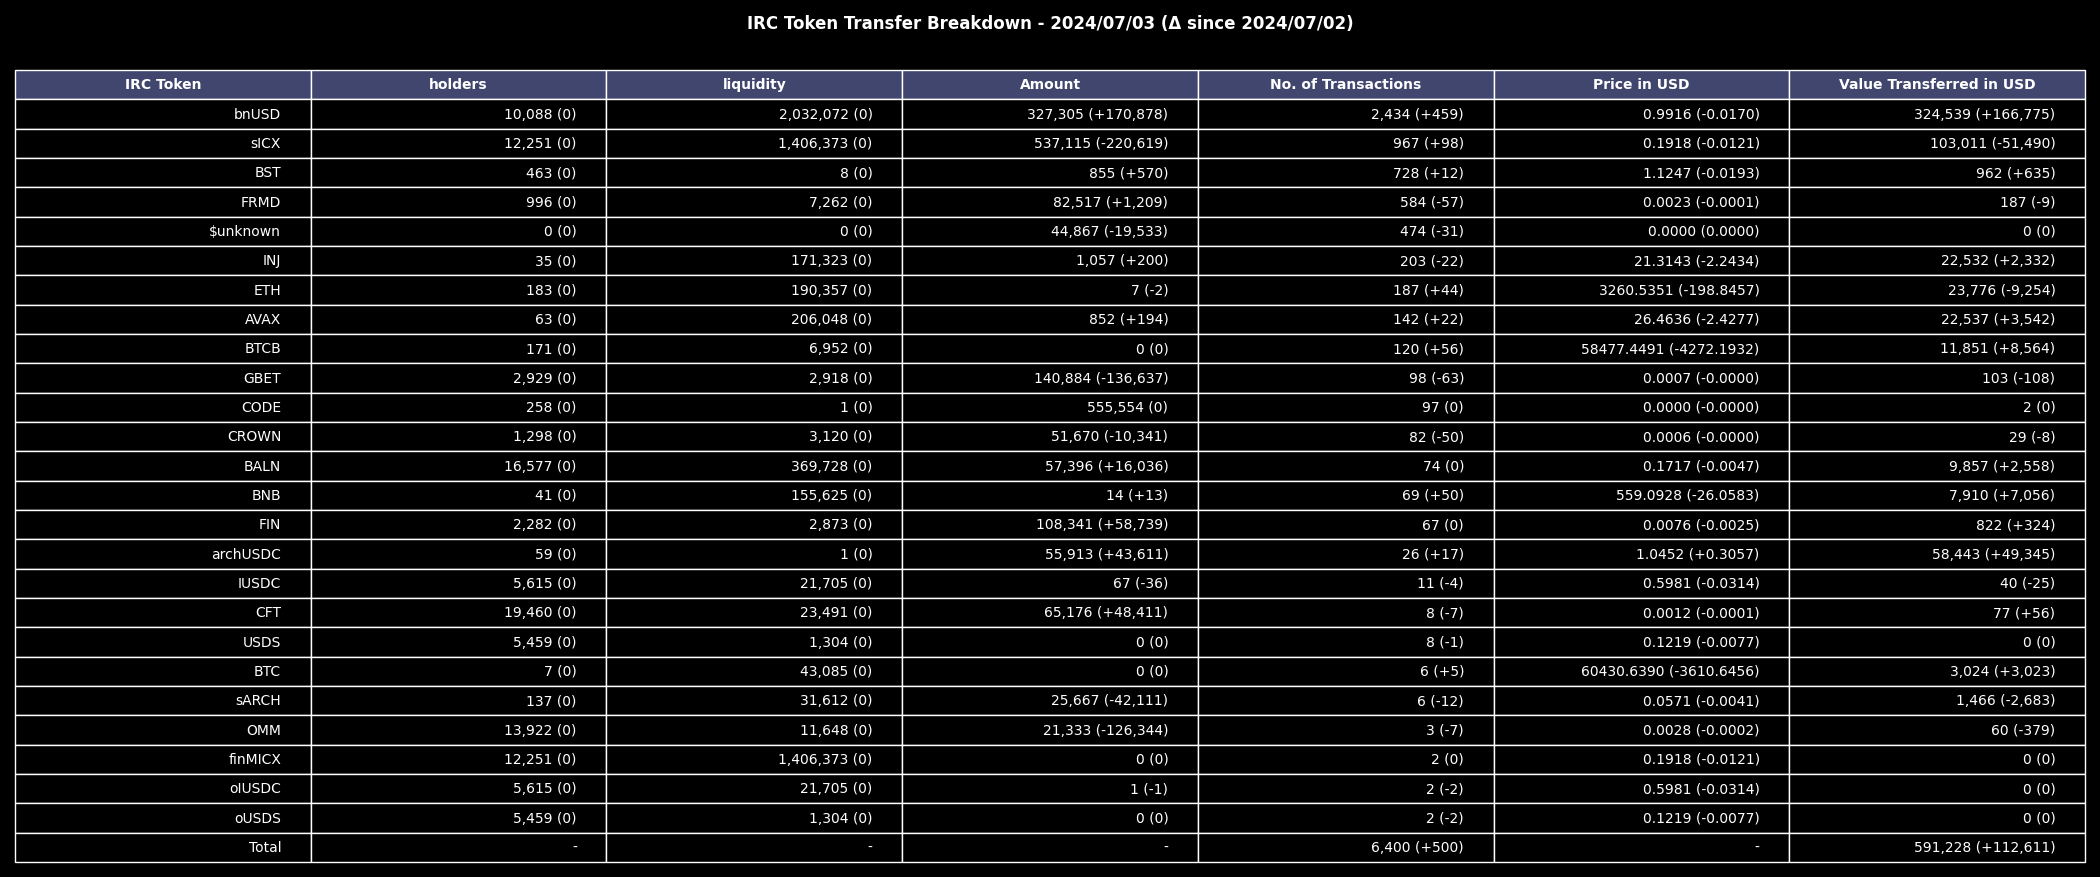 IRC Token Transfer Breakdown - 2024/07/03 (Δ since 2024/07/02)
IRC Token holders liquidity Amount No. of Transactions Price in USD Value Transferred in USD
bnUSD 10,088 (0) 2,032,072 (0) 327,305 (+170,878) 2,434 (+459) 0.9916 (-0.0170) 324,539 (+166,775)
sICX 12,251 (0) 1,406,373 (0) 537,115 (-220,619) 967 (+98) 0.1918 (-0.0121) 103,011 (-51,490)
BST 463 (0) 8 (0) 855 (+570) 728 (+12) 1.1247 (-0.0193) 962 (+635)
FRMD 996 (0) 7,262 (0) 82,517 (+1,209) 584 (-57) 0.0023 (-0.0001) 187 (-9)
$unknown 0 (0) 0 (0) 44,867 (-19,533) 474 (-31) 0.0000 (0.0000) 0 (0)
INJ 35 (0) 171,323 (0) 1,057 (+200) 203 (-22) 21.3143 (-2.2434) 22,532 (+2,332)
ETH 183 (0) 190,357 (0) 7 (-2) 187 (+44) 3260.5351 (-198.8457) 23,776 (-9,254)
AVAX 63 (0) 206,048 (0) 852 (+194) 142 (+22) 26.4636 (-2.4277) 22,537 (+3,542)
BTCB 171 (0) 6,952 (0) 0 (0) 120 (+56) 58477.4491 (-4272.1932) 11,851 (+8,564)
GBET 2,929 (0) 2,918 (0) 140,884 (-136,637) 98 (-63) 0.0007 (-0.0000) 103 (-108)
CODE 258 (0) 1 (0) 555,554 (0) 97 (0) 0.0000 (-0.0000) 2 (0)
CROWN 1,298 (0) 3,120 (0) 51,670 (-10,341) 82 (-50) 0.0006 (-0.0000) 29 (-8)
BALN 16,577 (0) 369,728 (0) 57,396 (+16,036) 74 (0) 0.1717 (-0.0047) 9,857 (+2,558)
BNB 41 (0) 155,625 (0) 14 (+13) 69 (+50) 559.0928 (-26.0583) 7,910 (+7,056)
FIN 2,282 (0) 2,873 (0) 108,341 (+58,739) 67 (0) 0.0076 (-0.0025) 822 (+324)
archUSDC 59 (0) 1 (0) 55,913 (+43,611) 26 (+17) 1.0452 (+0.3057) 58,443 (+49,345)
IUSDC 5,615 (0) 21,705 (0) 67 (-36) 11 (-4) 0.5981 (-0.0314) 40 (-25)
CFT 19,460 (0) 23,491 (0) 65,176 (+48,411) 8 (-7) 0.0012 (-0.0001) 77 (+56)
USDS 5,459 (0) 1,304 (0) 0 (0) 8 (-1) 0.1219 (-0.0077) 0 (0)
BTC 7 (0) 43,085 (0) 0 (0) 6 (+5) 60430.6390 (-3610.6456) 3,024 (+3,023)
sARCH 137 (0) 31,612 (0) 25,667 (-42,111) 6 (-12) 0.0571 (-0.0041) 1,466 (-2,683)
OMM 13,922 (0) 11,648 (0) 21,333 (-126,344) 3 (-7) 0.0028 (-0.0002) 60 (-379)
finMICX 12,251 (0) 1,406,373 (0) 0 (0) 2 (0) 0.1918 (-0.0121) 0 (0)
oIUSDC 5,615 (0) 21,705 (0) 1 (-1) 2 (-2) 0.5981 (-0.0314) 0 (0)
oUSDS 5,459 (0) 1,304 (0) 0 (0) 2 (-2) 0.1219 (-0.0077) 0 (0)
Total - - - 6,400 (+500) - 591,228 (+112,611)